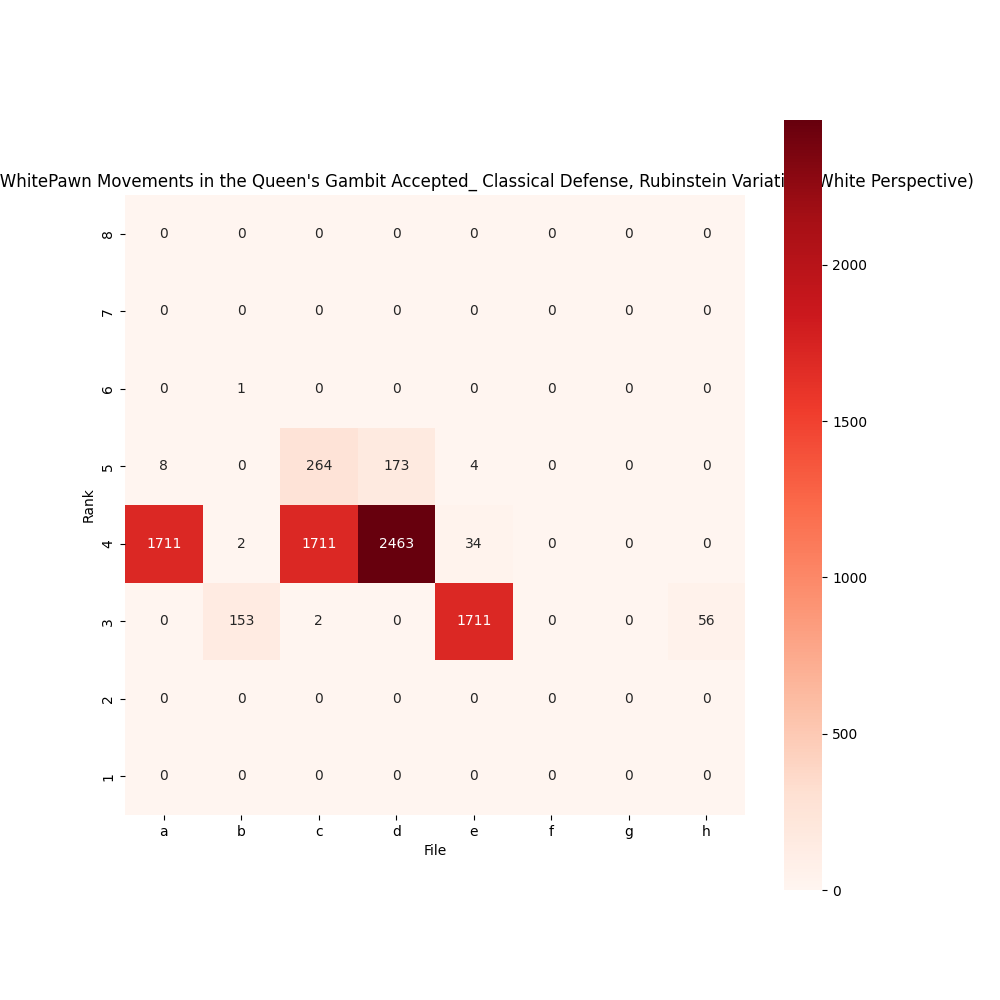 WhitePawn Movements in the Queen's Gambit Accepted_ Classical Defense, Rubinstein Variati White Perspective)
8 0 0 0 0 0 0 0 0
7 0 0 0 0 0 0 0 0
6 0 1 0 0 0 0 0 0
5 8 0 264 173 4 0 0 0
4 1711 2 1711 2463 34 0 0 0
3 0 153 2 0 1711 0 0 56
2 0 0 0 0 0 0 0 0
1 0 0 0 0 0 0 0 0
a b c d e f g h
File
Rank
2000
1500
1000
500
0